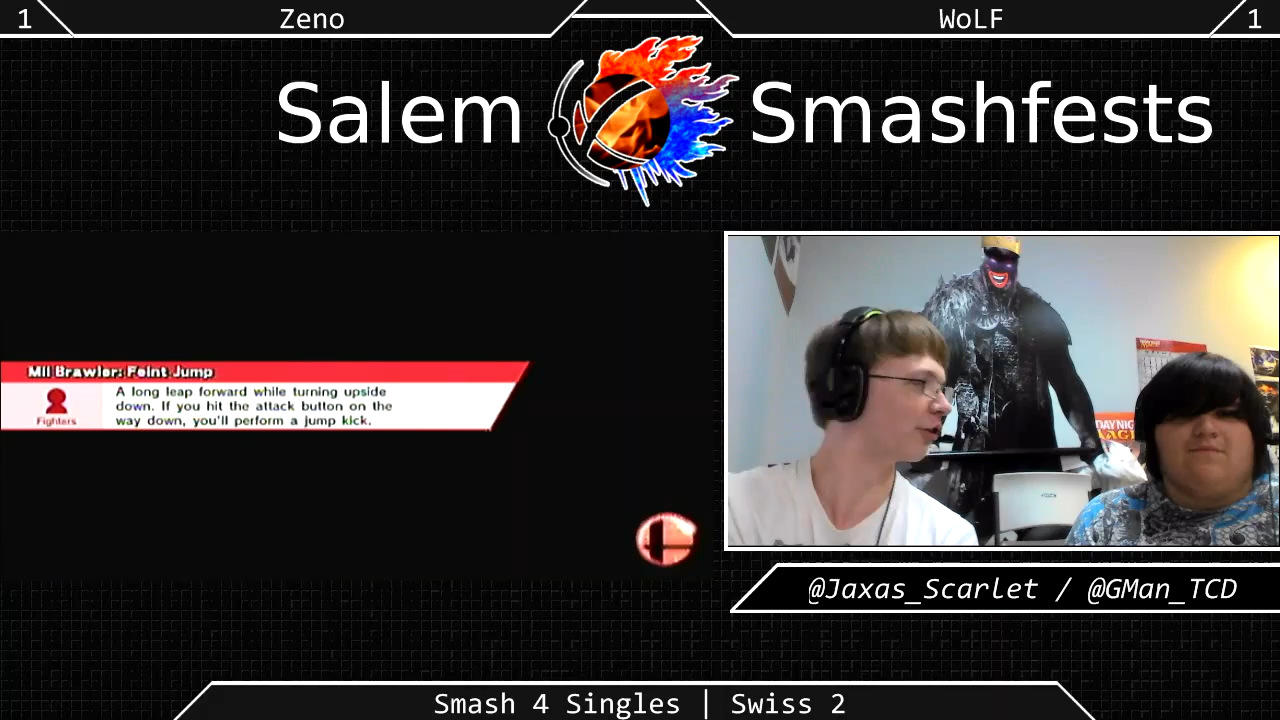 1 Zeno WoLF 1
Salem Smashfests
Mii Brawler: Feint Jump
Fighters
A long leap forward while turning upside
down. If you hit the attack button on the
way down, you'll perform a jump kick.
@Jaxas_Scarlet / @GMan_TCD
Smash 4 Singles | Swiss 2